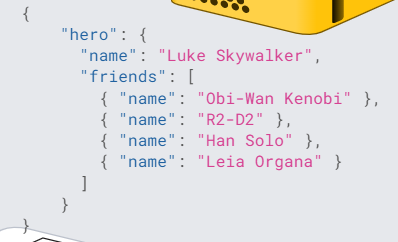 {
"hero": {
"name": "Luke Skywalker",
"friends": [
{ "name": "Obi-Wan Kenobi" },
{ "name": "R2-D2" },
{ "name": "Han Solo" },
{ "name": "Leia Organa" }
]
}
}